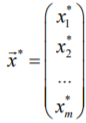 x⃗* = ( x₁*
x₂*
...
xₘ* )